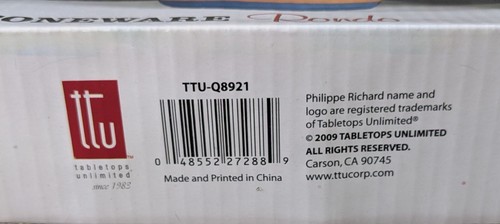 ONEWARE Rondo
ttu
tabletops
unlimited
since 1983
TTU-Q8921
0 48552 27288 9
Made and Printed in China
Philippe Richard name and
logo are registered trademarks
of Tabletops Unlimited®
© 2009 TABLETOPS UNLIMITED
ALL RIGHTS RESERVED.
Carson, CA 90745
www.ttucorp.com